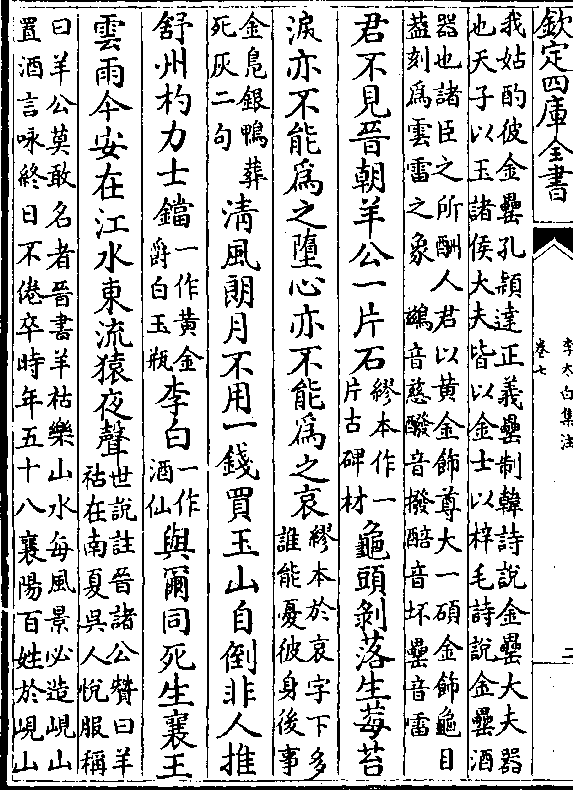 欽定四庫全書
李太白集注
卷七
二
我姑酌彼金罍孔頴達正義罍制韓詩說金罍大夫器
也天子以玉諸侯大夫皆以金士以梓毛詩說金罍酒
器也諸臣之所酬人君以黄金飾尊大一碩金飾龜目
葢刻為雲雷之象 鷀音慈醱音撥醅音坏罍音雷
君不見晉朝羊公一片石繆本作一片古碑材龜頭剝落生莓苔
淚亦不能為之墮心亦不能為之哀繆本於哀字下多誰能憂彼身後事
金鳬銀鴨葬死灰二句清風朗月不用一錢買玉山自倒非人推
舒州杓力士鐺一作黄金爵白玉瓶李白一作酒仙與爾同死生襄王
雲雨今安在江水東流猿夜聲世說註晉諸公贊曰羊祜在南夏吳人悅服稱
曰羊公莫敢名者晉書羊祜樂山水每風景必造峴山
置酒言咏終日不倦卒時年五十八襄陽百姓於峴山